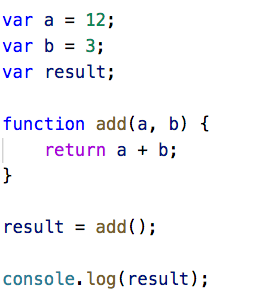 var a = 12;
var b = 3;
var result;

function add(a, b) {
    return a + b;
}

result = add();

console.log(result);